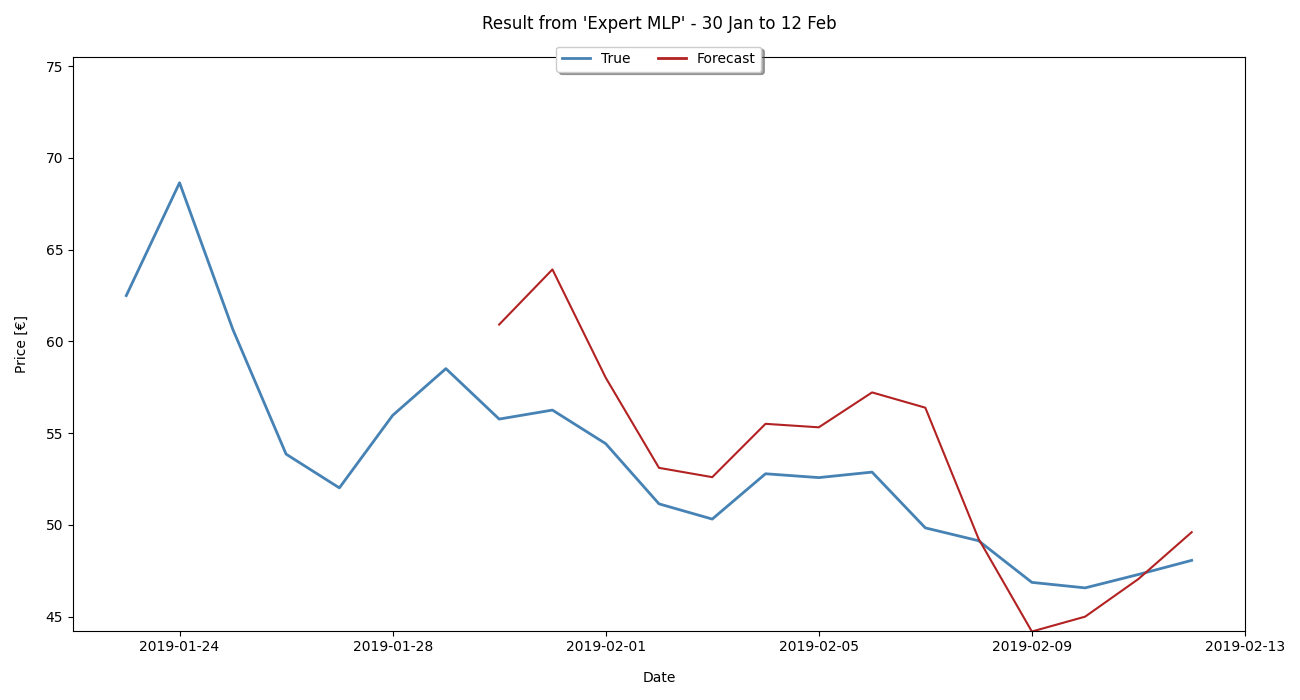 Result from 'Expert MLP' - 30 Jan to 12 Feb
True Forecast
75
70
65
60
55
50
45
Price [€]
2019-01-24 2019-01-28 2019-02-01 2019-02-05 2019-02-09 2019-02-13
Date